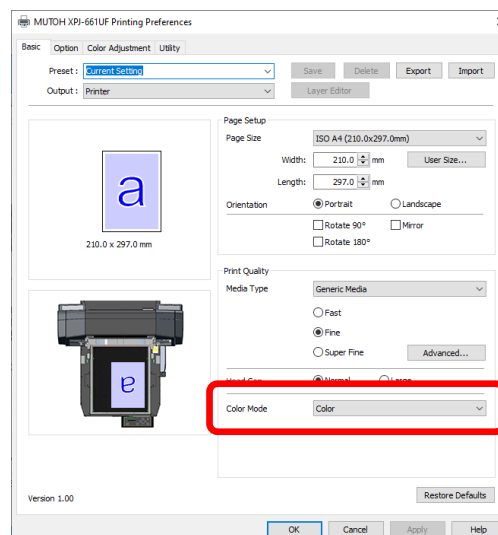 MUTOH XPJ-661UF Printing Preferences
Basic Option Color Adjustment Utility
Preset : Current Setting Save Delete Export Import
Output : Printer Layer Editor
a
210.0 x 297.0 mm
Page Setup
Page Size ISO A4 (210.0x297.0mm)
Width: 210.0 mm User Size...
Length: 297.0 mm
Orientation Portrait Landscape
Rotate 90° Mirror
Rotate 180°
a
Print Quality
Media Type Generic Media
Fast
Fine
Super Fine Advanced...
Head Gap Normal Large
Color Mode Color
Version 1.00 Restore Defaults
OK Cancel Apply Help